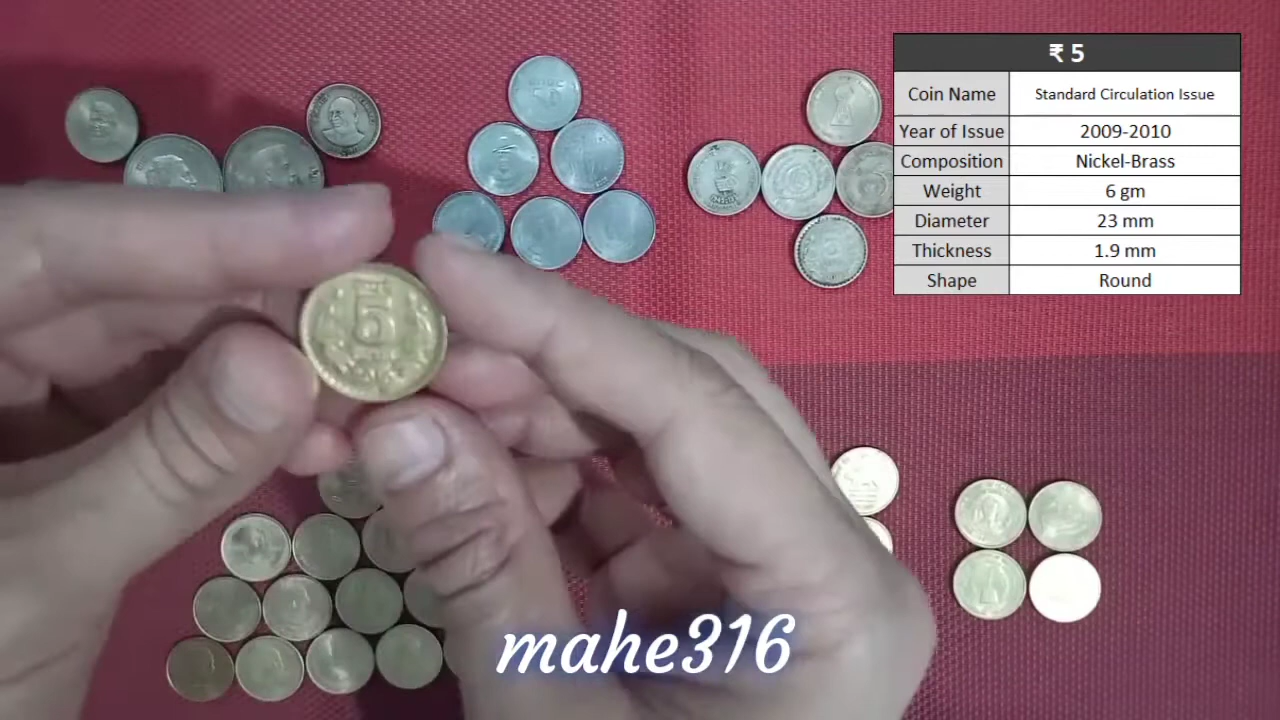 ₹ 5
Coin Name Standard Circulation Issue
Year of Issue 2009-2010
Composition Nickel-Brass
Weight 6 gm
Diameter 23 mm
Thickness 1.9 mm
Shape Round
5
mahe316